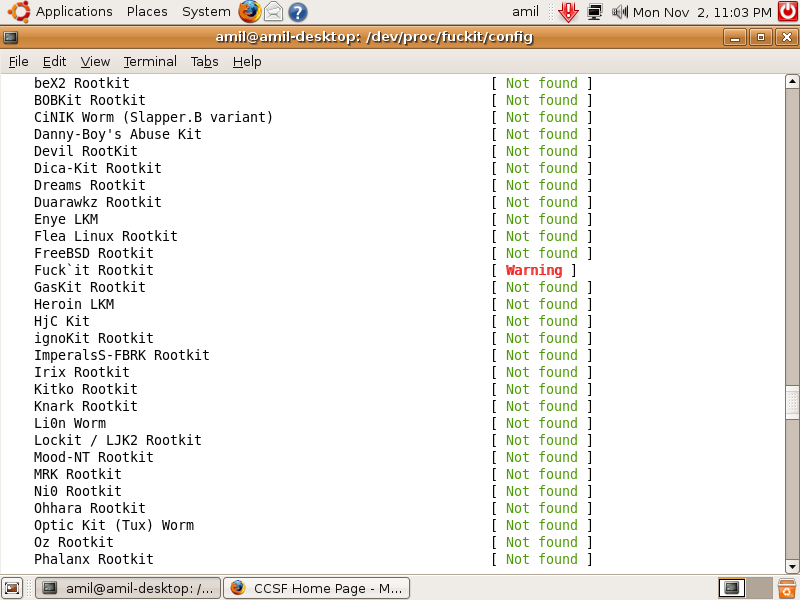 Applications Places System amil Mon Nov 2, 11:03 PM
amil@amil-desktop: /dev/proc/fuckit/config
File Edit View Terminal Tabs Help
beX2 Rootkit [ Not found ]
BOBKit Rootkit [ Not found ]
CiNIK Worm (Slapper.B variant) [ Not found ]
Danny-Boy's Abuse Kit [ Not found ]
Devil RootKit [ Not found ]
Dica-Kit Rootkit [ Not found ]
Dreams Rootkit [ Not found ]
Duarawkz Rootkit [ Not found ]
Enye LKM [ Not found ]
Flea Linux Rootkit [ Not found ]
FreeBSD Rootkit [ Not found ]
Fuck`it Rootkit [ Warning ]
GasKit Rootkit [ Not found ]
Heroin LKM [ Not found ]
HjC Kit [ Not found ]
ignoKit Rootkit [ Not found ]
ImperalsS-FBRK Rootkit [ Not found ]
Irix Rootkit [ Not found ]
Kitko Rootkit [ Not found ]
Knark Rootkit [ Not found ]
Li0n Worm [ Not found ]
Lockit / LJK2 Rootkit [ Not found ]
Mood-NT Rootkit [ Not found ]
MRK Rootkit [ Not found ]
Ni0 Rootkit [ Not found ]
Ohhara Rootkit [ Not found ]
Optic Kit (Tux) Worm [ Not found ]
Oz Rootkit [ Not found ]
Phalanx Rootkit [ Not found ]
amil@amil-desktop: /... CCSF Home Page - M...